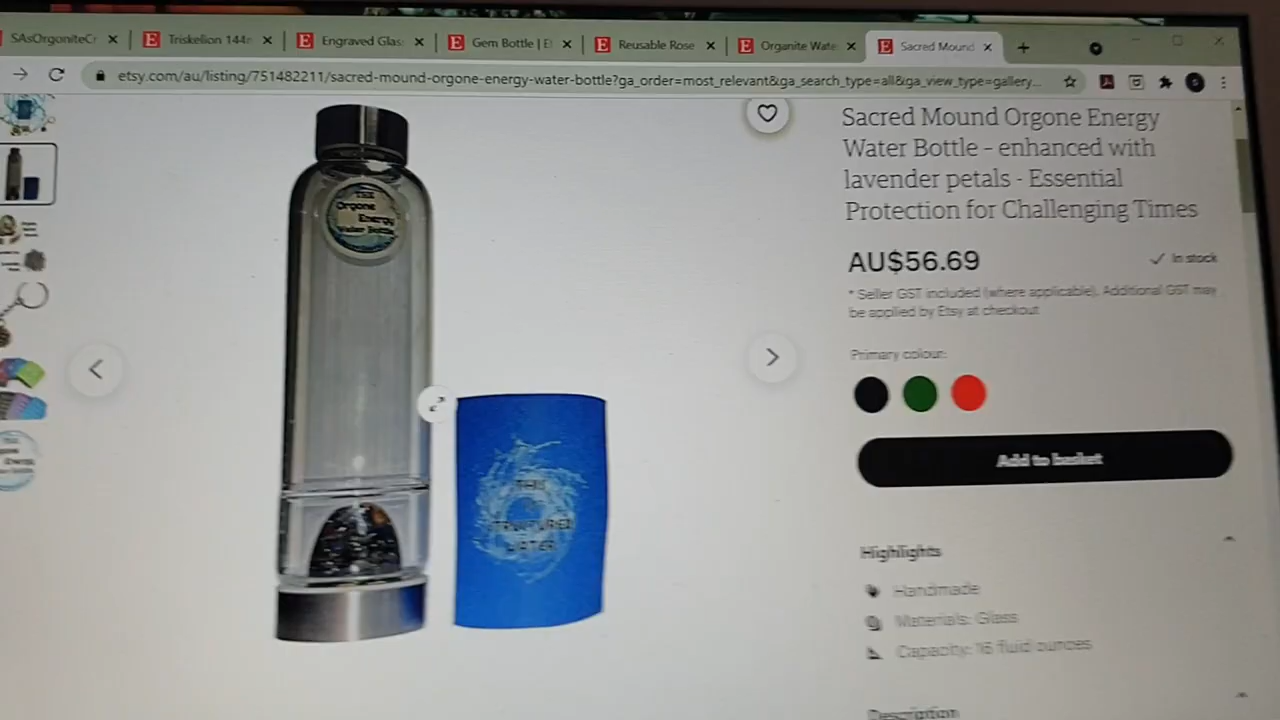 SAsOrgoniteCr
Triskelion 144
Engraved Glas
Gem Bottle | E
Reusable Rose
Organite Wate
Sacred Mound
etsy.com/au/listing/751482211/sacred-mound-orgone-energy-water-bottle?ga_order=most_relevant&ga_search_type=all&ga_view_type=gallery...
Sacred Mound Orgone Energy
Water Bottle - enhanced with
lavender petals - Essential
Protection for Challenging Times
AU$56.69
In stock
* Seller GST included (where applicable). Additional GST may
be applied by Etsy at checkout
Primary colour:
Add to basket
Highlights
Handmade
Materials: Glass
Capacity: 16 fluid ounces
Description
THE
Orgone
Energy
Water Bottle
THIS
STRUCTURED
WATER